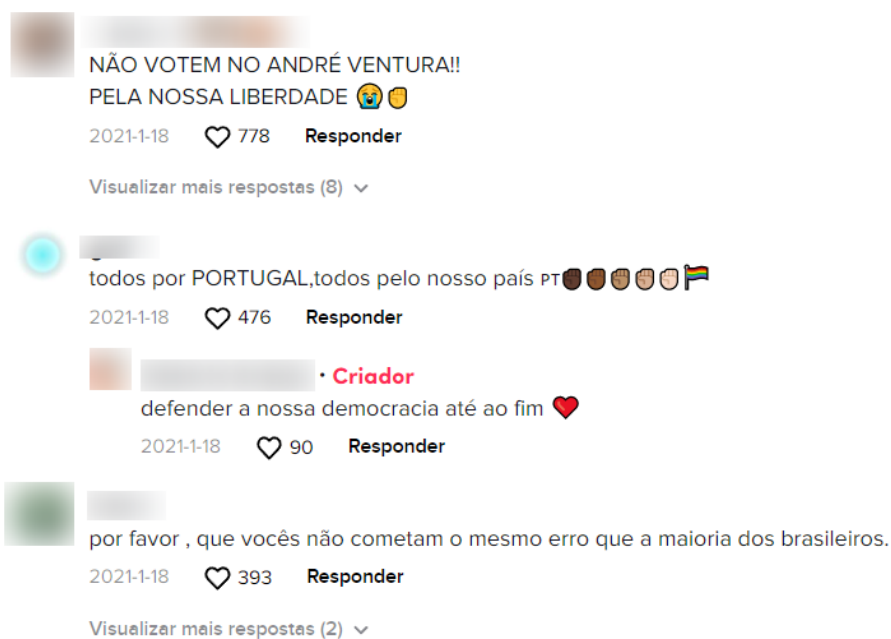 NÃO VOTEM NO ANDRÉ VENTURA!!
PELA NOSSA LIBERDADE 😭✊
2021-1-18 778 Responder
Visualizar mais respostas (8)
todos por PORTUGAL,todos pelo nosso país PT✊🏿✊🏾✊🏽✊🏼✊🏻🏳️‍🌈
2021-1-18 476 Responder
· Criador
defender a nossa democracia até ao fim ❤️
2021-1-18 90 Responder
por favor , que vocês não cometam o mesmo erro que a maioria dos brasileiros.
2021-1-18 393 Responder
Visualizar mais respostas (2)